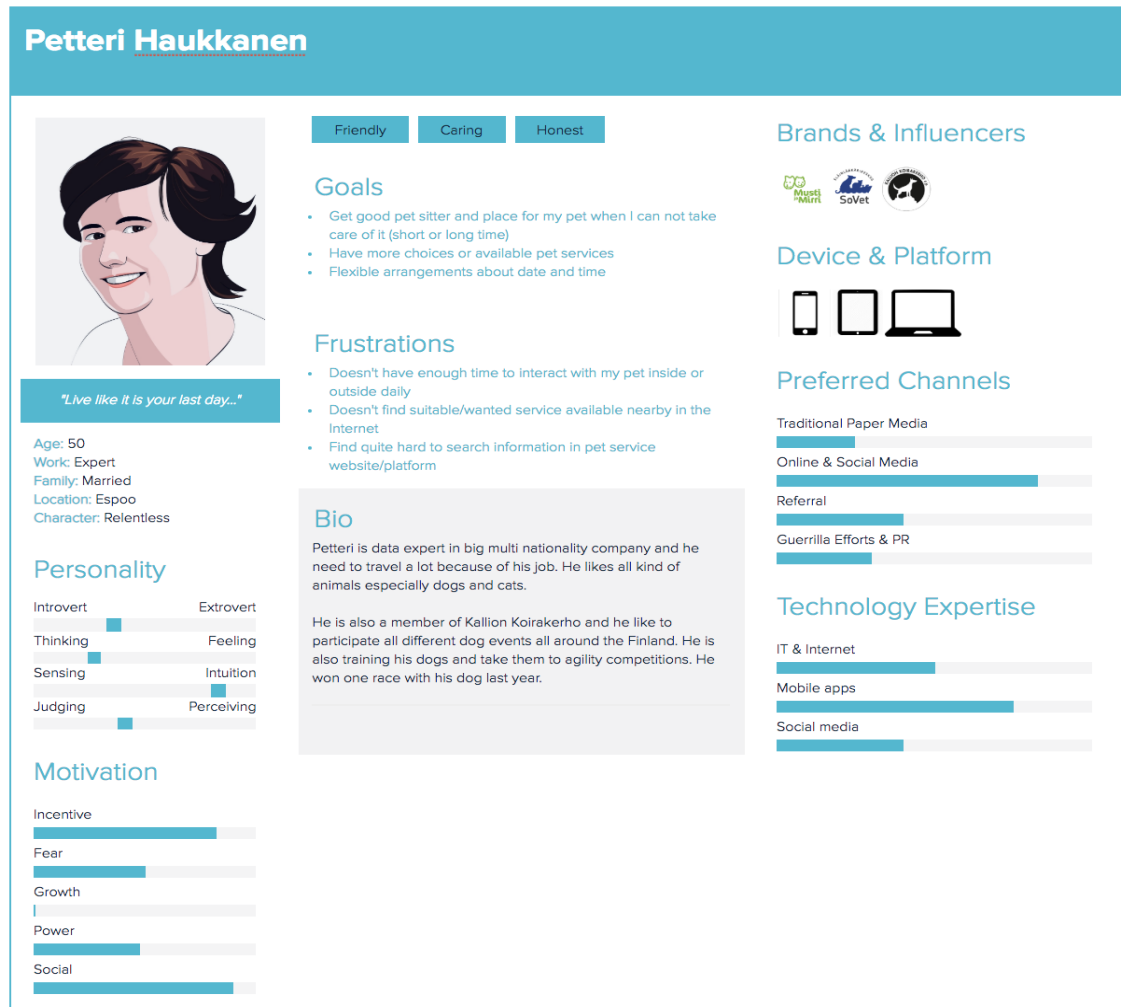 Petteri Haukkanen
"Live like it is your last day..."
Age: 50
Work: Expert
Family: Married
Location: Espoo
Character: Relentless
Personality
Introvert Extrovert
Thinking Feeling
Sensing Intuition
Judging Perceiving
Motivation
Incentive
Fear
Growth
Power
Social
Friendly Caring Honest
Goals
Get good pet sitter and place for my pet when I can not take
care of it (short or long time)
Have more choices or available pet services
Flexible arrangements about date and time
Frustrations
Doesn't have enough time to interact with my pet inside or
outside daily
Doesn't find suitable/wanted service available nearby in the
Internet
Find quite hard to search information in pet service
website/platform
Bio
Petteri is data expert in big multi nationality company and he
need to travel a lot because of his job. He likes all kind of
animals especially dogs and cats.
He is also a member of Kallion Koirakerho and he like to
participate all different dog events all around the Finland. He is
also training his dogs and take them to agility competitions. He
won one race with his dog last year.
Brands & Influencers
Musti
Mirri
SoVet
Device & Platform
Preferred Channels
Traditional Paper Media
Online & Social Media
Referral
Guerrilla Efforts & PR
Technology Expertise
IT & Internet
Mobile apps
Social media